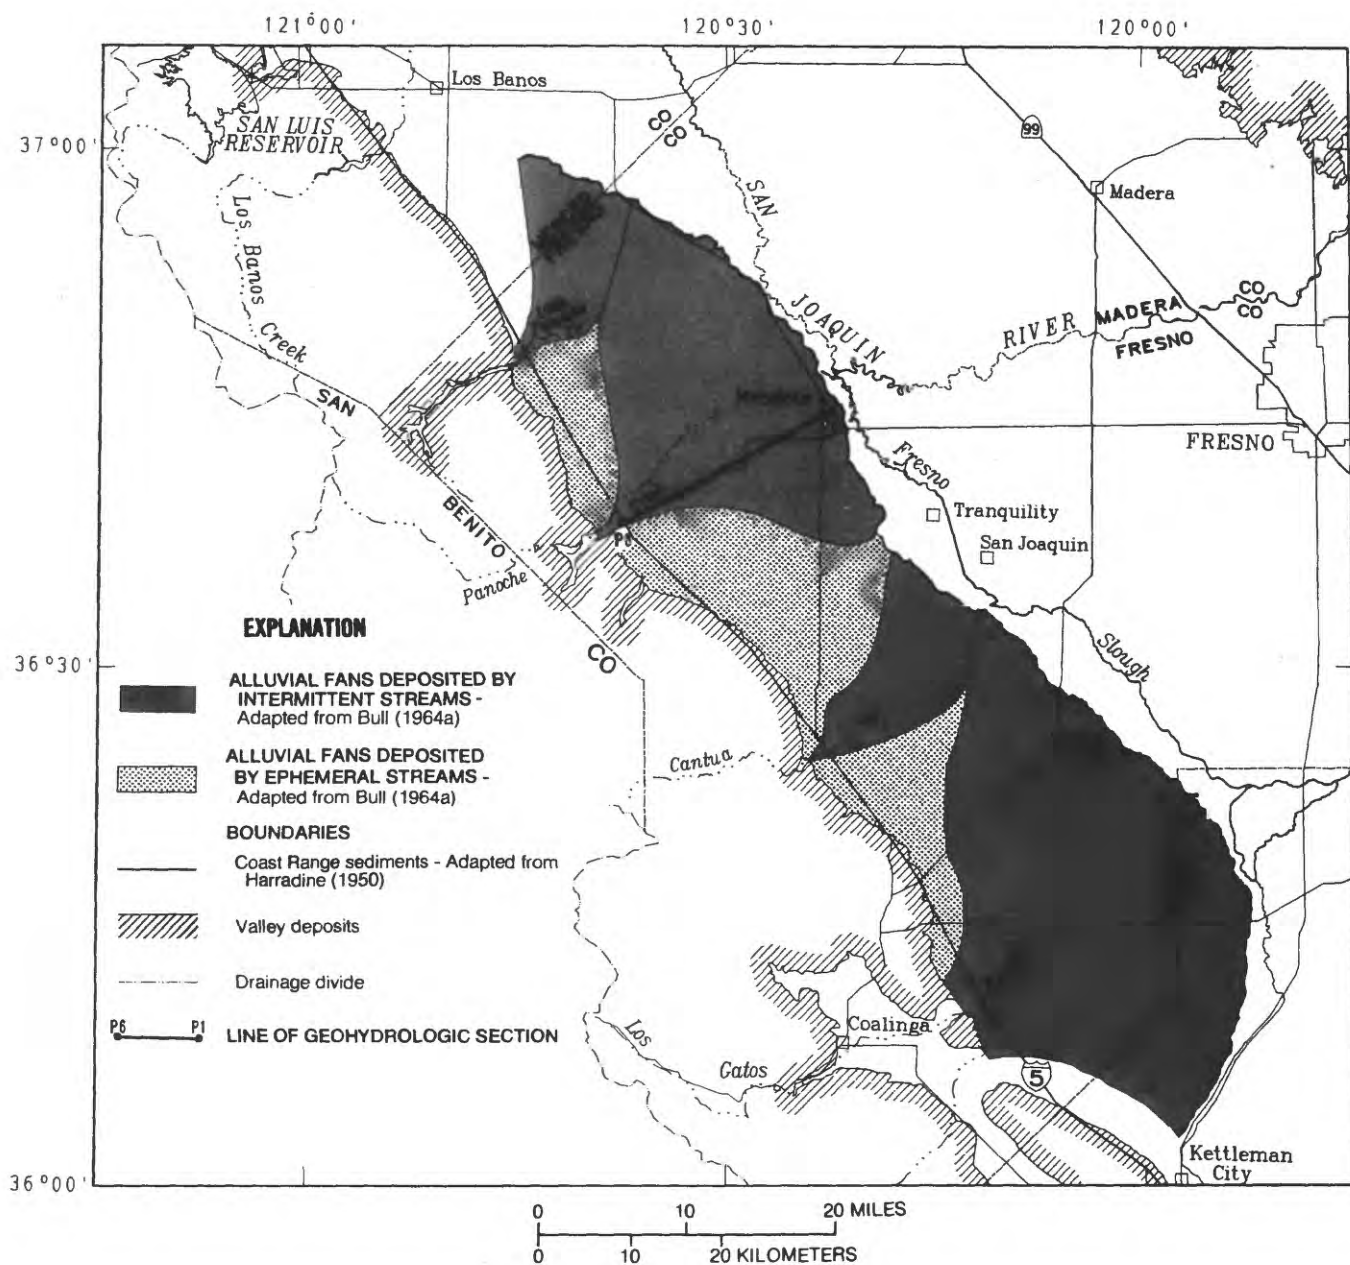 121°00' 120°30' 120°00'
Los Banos
37°00'
SAN LUIS
RESERVOIR
CO
CO
99
SAN
Madera
Los Banos
Creek
JOAQUIN
RIVER
CO
MADERA
CO
FRESNO
SAN
BENITO
CO
Mendota
FRESNO
Fresno
Tranquility
San Joaquin
P6
Panoche
Slough
EXPLANATION
36°30'
ALLUVIAL FANS DEPOSITED BY
INTERMITTENT STREAMS -
Adapted from Bull (1964a)
ALLUVIAL FANS DEPOSITED
BY EPHEMERAL STREAMS -
Adapted from Bull (1964a)
Cantua
BOUNDARIES
Coast Range sediments - Adapted from
Harradine (1950)
Valley deposits
Drainage divide
P6 P1
LINE OF GEOHYDROLOGIC SECTION
Los
Gatos
Coalinga
5
Kettleman
City
36°00'
0 10 20 MILES
0 10 20 KILOMETERS